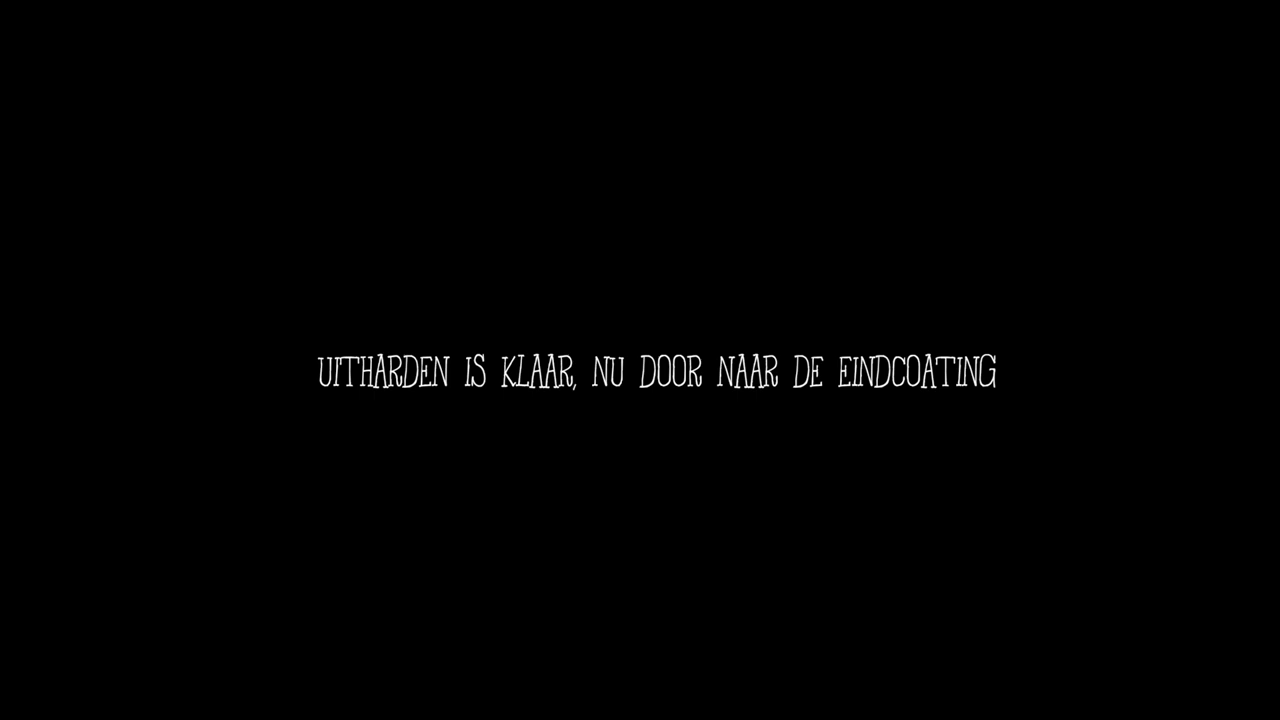 UITHARDEN IS KLAAR, NU DOOR NAAR DE EINDCOATING